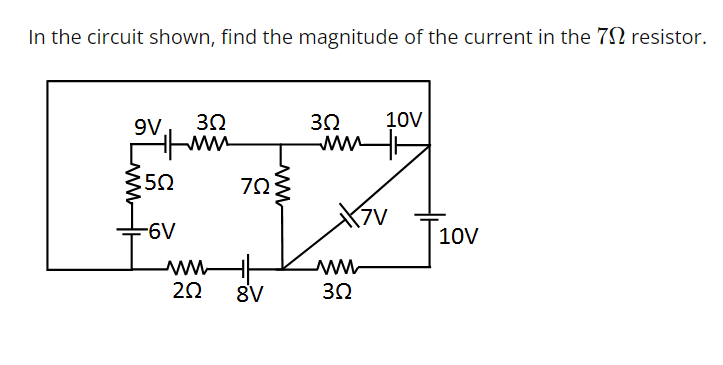 In the circuit shown, find the magnitude of the current in the 7Ω resistor.
9V 3Ω 3Ω 10V
5Ω 7Ω
6V 7V 10V
2Ω 8V 3Ω